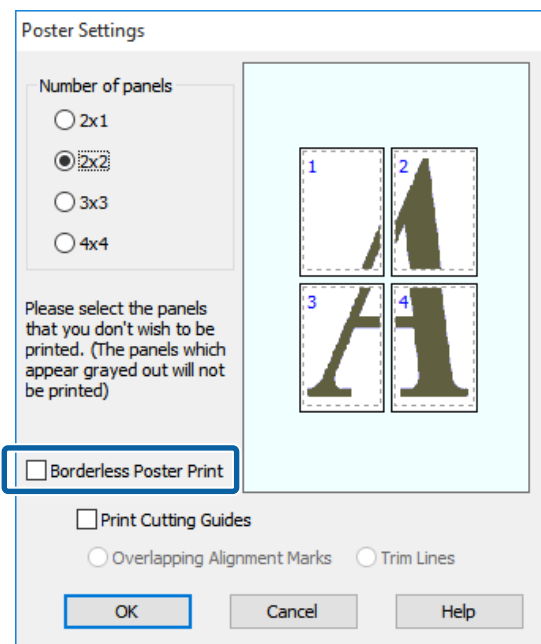 Poster Settings
Number of panels
2x1
2x2
3x3
4x4
1
2
3
4
Please select the panels
that you don't wish to be
printed. (The panels which
appear grayed out will not
be printed)
Borderless Poster Print
Print Cutting Guides
Overlapping Alignment Marks
Trim Lines
OK
Cancel
Help